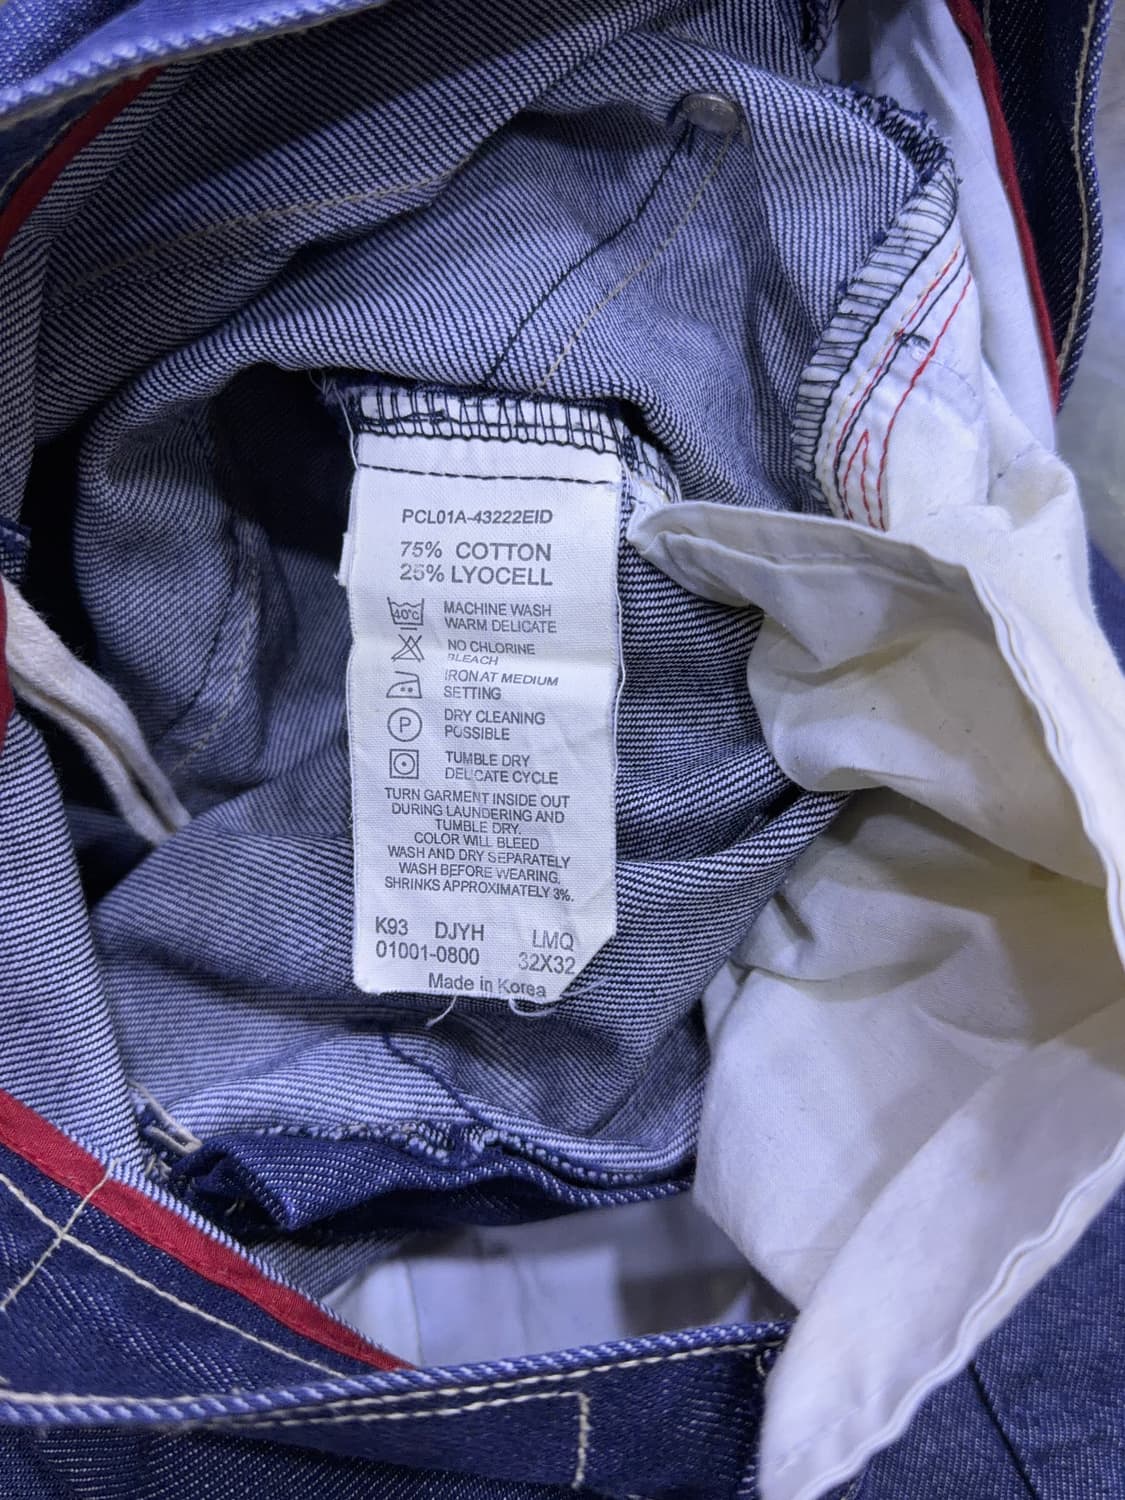 PCL01A-43222EID
75% COTTON
25% LYOCELL
40°C MACHINE WASH
WARM DELICATE
NO CHLORINE
BLEACH
IRON AT MEDIUM
SETTING
P DRY CLEANING
POSSIBLE
TUMBLE DRY
DELICATE CYCLE
TURN GARMENT INSIDE OUT
DURING LAUNDERING AND
TUMBLE DRY.
COLOR WILL BLEED
WASH AND DRY SEPARATELY
WASH BEFORE WEARING,
SHRINKS APPROXIMATELY 3%.
K93 DJYH LMQ
01001-0800 32X32
Made in Korea